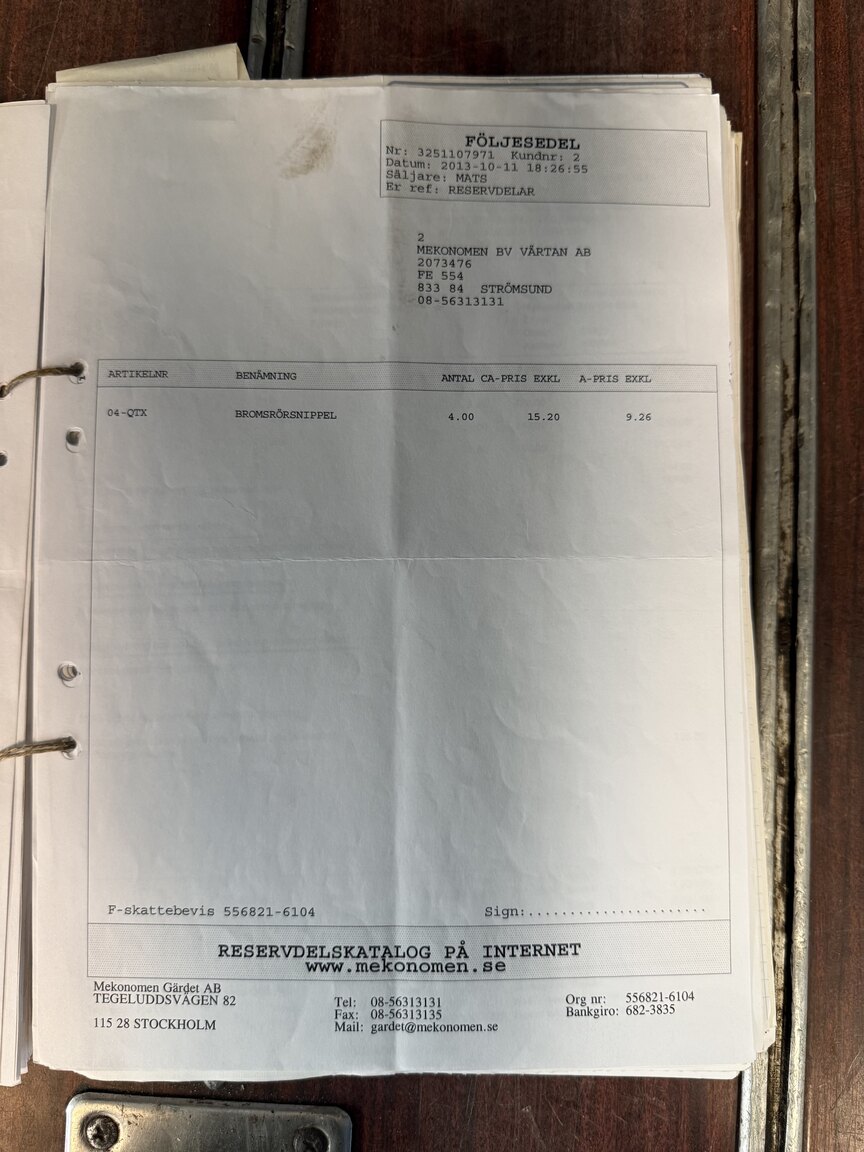 FÖLJESEDEL
Nr: 3251107971 Kundnr: 2
Datum: 2013-10-11 18:26:55
Säljare: MATS
Er ref: RESERVDELAR
2
MEKONOMEN BV VÄRTAN AB
2073476
FE 554
833 84 STRÖMSUND
08-56313131
ARTIKELNR BENÄMNING ANTAL CA-PRIS EXKL A-PRIS EXKL
04-QTX BROMSRÖRSNIPPEL 4.00 15.20 9.26
F-skattebevis 556821-6104 Sign:......................
RESERVDELSKATALOG PÅ INTERNET
www.mekonomen.se
Mekonomen Gärdet AB
TEGELUDDSVÄGEN 82
115 28 STOCKHOLM
Tel: 08-56313131
Fax: 08-56313135
Mail: gardet@mekonomen.se
Org nr: 556821-6104
Bankgiro: 682-3835